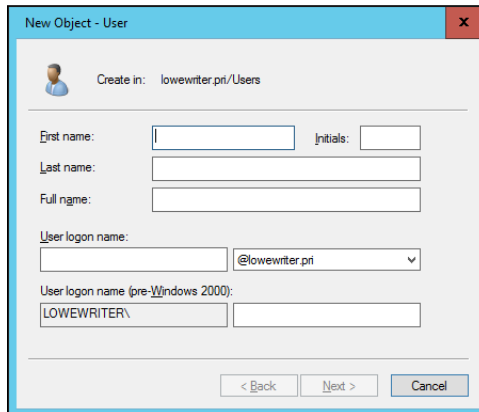 New Object - User
x
Create in: lowewriter.pri/Users
First name: Initials:
Last name:
Full name:
User logon name:
@lowewriter.pri
User logon name (pre-Windows 2000):
LOWEWRITER\
< Back Next > Cancel